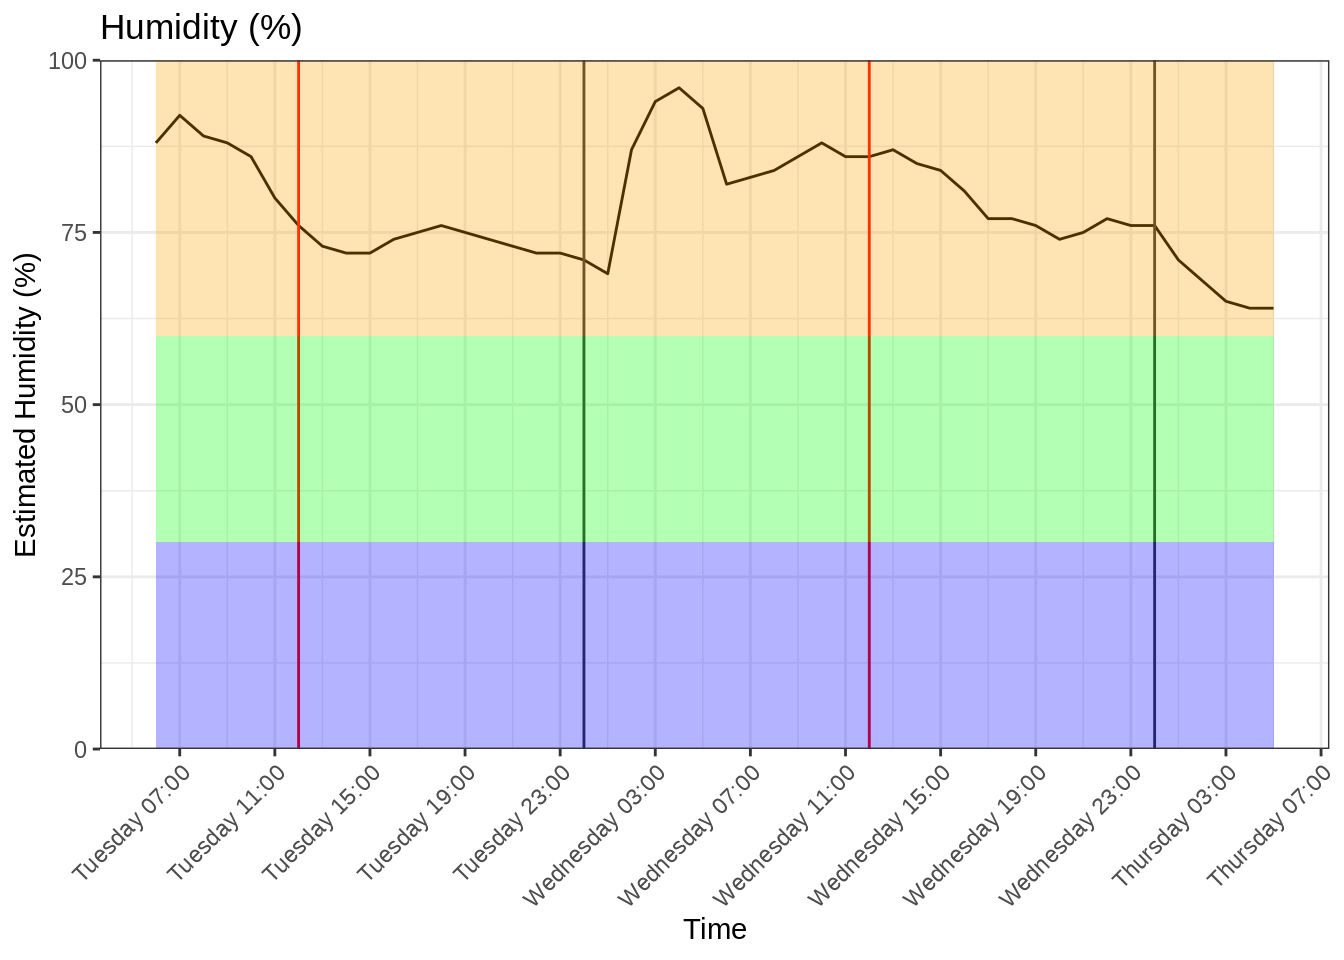 Humidity (%)
Estimated Humidity (%)
100
75
50
25
0
Tuesday 07:00
Tuesday 11:00
Tuesday 15:00
Tuesday 19:00
Tuesday 23:00
Wednesday 03:00
Wednesday 07:00
Wednesday 11:00
Wednesday 15:00
Wednesday 19:00
Wednesday 23:00
Thursday 03:00
Thursday 07:00
Time